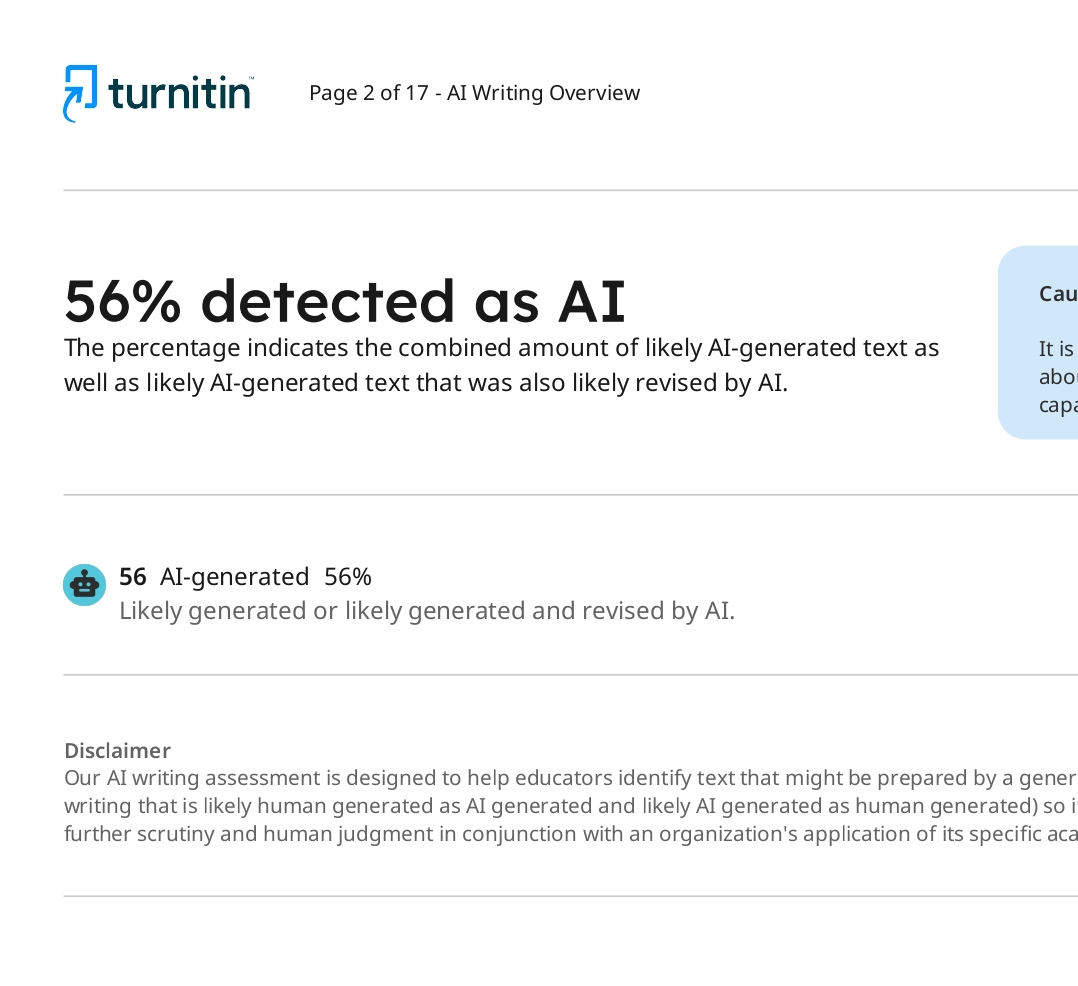 turnitin™
Page 2 of 17 - AI Writing Overview
56% detected as AI
The percentage indicates the combined amount of likely AI-generated text as
well as likely AI-generated text that was also likely revised by AI.
Cau
It is
abou
capa
56 AI-generated 56%
Likely generated or likely generated and revised by AI.
Disclaimer
Our AI writing assessment is designed to help educators identify text that might be prepared by a gener
writing that is likely human generated as AI generated and likely AI generated as human generated) so i
further scrutiny and human judgment in conjunction with an organization's application of its specific aca